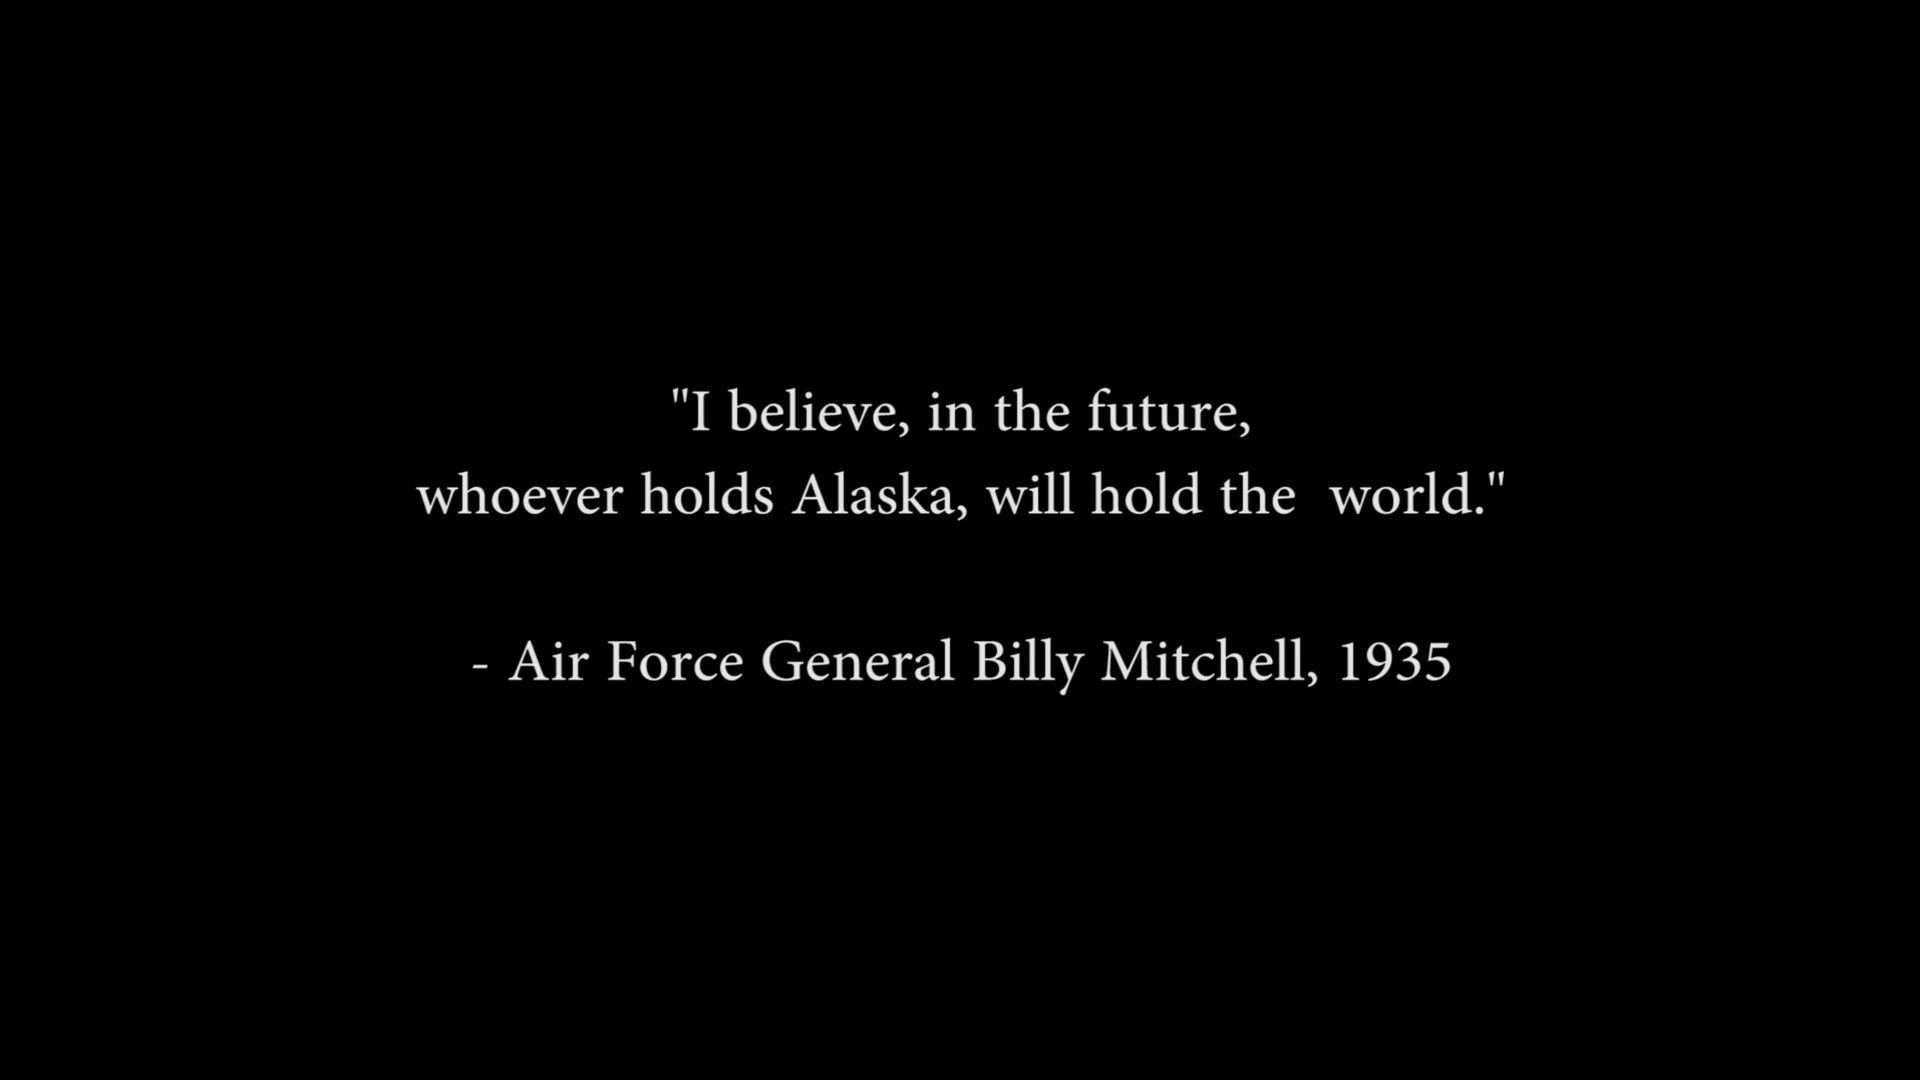 "I believe, in the future,
whoever holds Alaska, will hold the  world."
- Air Force General Billy Mitchell, 1935